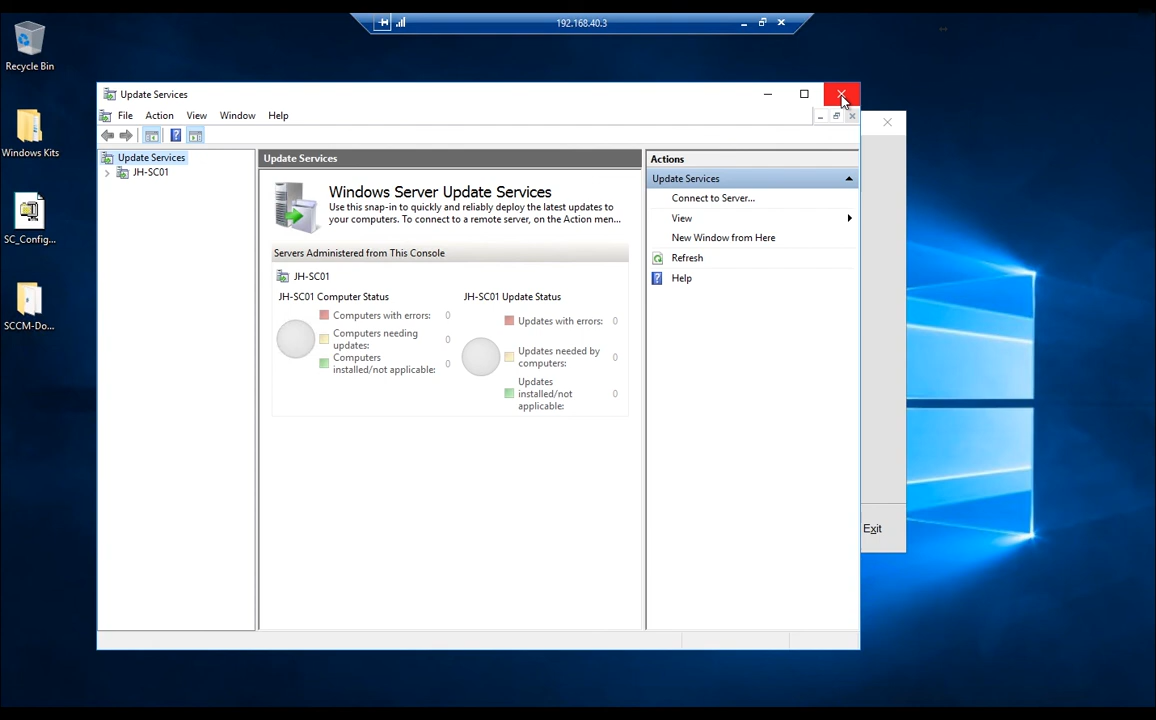 192.168.40.3
Recycle Bin
Windows Kits
SC_Config...
SCCM-Do...
Update Services
File Action View Window Help
Update Services
JH-SC01
Update Services
Windows Server Update Services
Use this snap-in to quickly and reliably deploy the latest updates to
your computers. To connect to a remote server, on the Action men...
Servers Administered from This Console
JH-SC01
JH-SC01 Computer Status
Computers with errors: 0
Computers needing
updates: 0
Computers
installed/not applicable: 0
JH-SC01 Update Status
Updates with errors: 0
Updates needed by
computers: 0
Updates
installed/not
applicable: 0
Actions
Update Services
Connect to Server...
View
New Window from Here
Refresh
Help
Exit